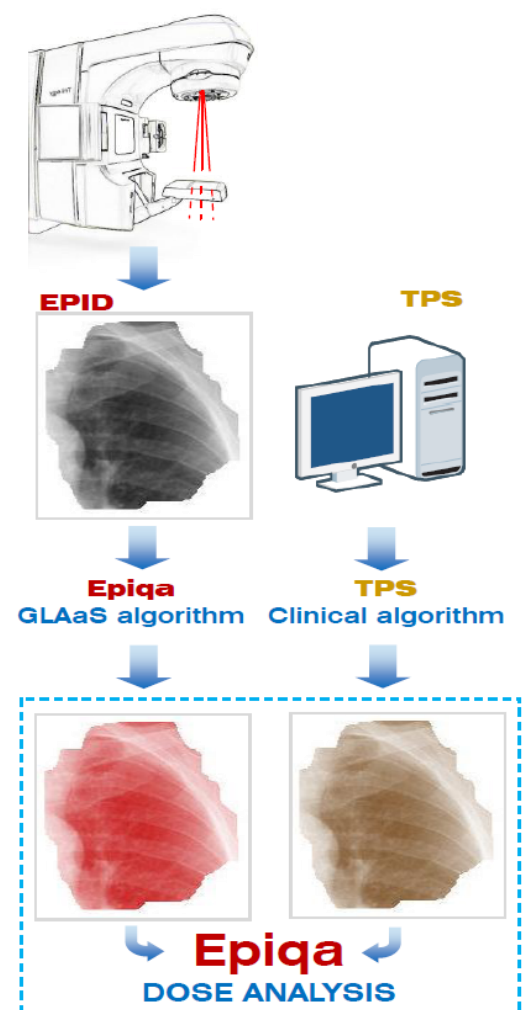 EPID
TPS
Epiqa
GLAaS algorithm
TPS
Clinical algorithm
Epiqa
DOSE ANALYSIS